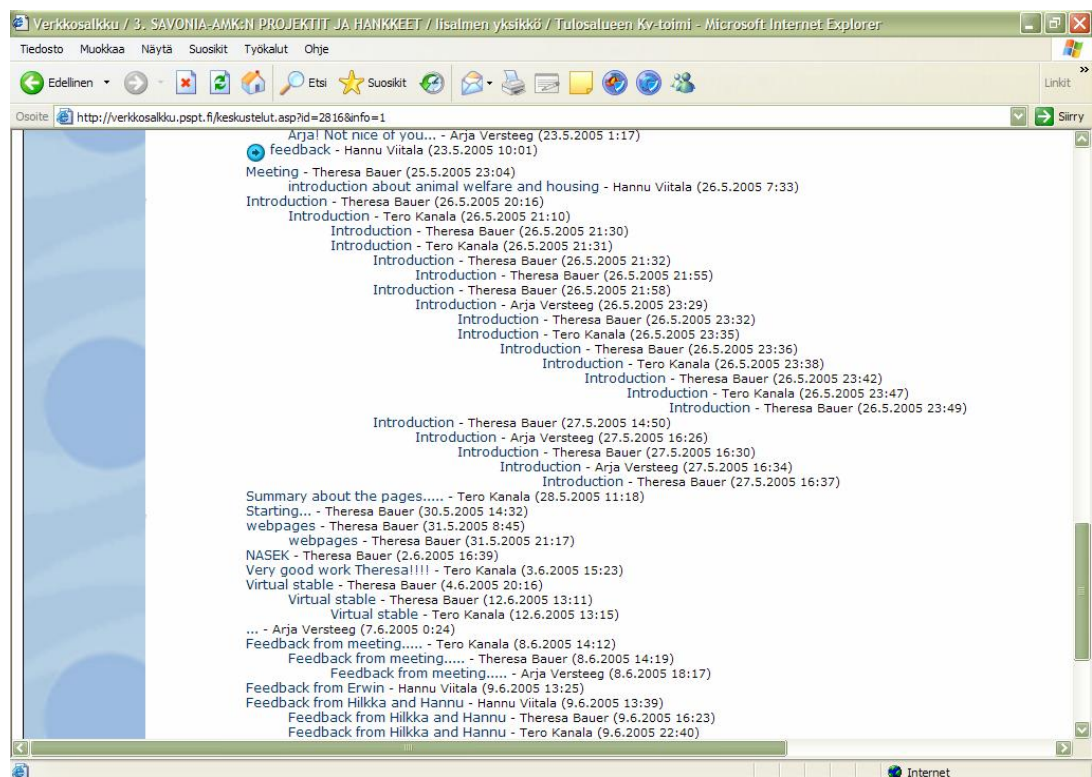 Verkkosalkku / 3. SAVONIA-AMK:N PROJEKTIT JA HANKKEET / Iisalmen yksikkö / Tulosalueen Kv-toimi - Microsoft Internet Explorer
Tiedosto Muokkaa Näytä Suosikit Työkalut Ohje
Edellinen Etsi Suosikit Linkit »
Osoite http://verkkosalkku.pspt.fi/keskustelut.asp?id=2816&info=1 Siirry
Arja! Not nice of you... - Arja Versteeg (23.5.2005 1:17)
feedback - Hannu Viitala (23.5.2005 10:01)
Meeting - Theresa Bauer (25.5.2005 23:04)
introduction about animal welfare and housing - Hannu Viitala (26.5.2005 7:33)
Introduction - Theresa Bauer (26.5.2005 20:16)
Introduction - Tero Kanala (26.5.2005 21:10)
Introduction - Theresa Bauer (26.5.2005 21:30)
Introduction - Tero Kanala (26.5.2005 21:31)
Introduction - Theresa Bauer (26.5.2005 21:32)
Introduction - Theresa Bauer (26.5.2005 21:55)
Introduction - Theresa Bauer (26.5.2005 21:58)
Introduction - Arja Versteeg (26.5.2005 23:29)
Introduction - Theresa Bauer (26.5.2005 23:32)
Introduction - Tero Kanala (26.5.2005 23:35)
Introduction - Theresa Bauer (26.5.2005 23:36)
Introduction - Tero Kanala (26.5.2005 23:38)
Introduction - Theresa Bauer (26.5.2005 23:42)
Introduction - Tero Kanala (26.5.2005 23:47)
Introduction - Theresa Bauer (26.5.2005 23:49)
Introduction - Theresa Bauer (27.5.2005 14:50)
Introduction - Arja Versteeg (27.5.2005 16:26)
Introduction - Theresa Bauer (27.5.2005 16:30)
Introduction - Arja Versteeg (27.5.2005 16:34)
Introduction - Theresa Bauer (27.5.2005 16:37)
Summary about the pages..... - Tero Kanala (28.5.2005 11:18)
Starting... - Theresa Bauer (30.5.2005 14:32)
webpages - Theresa Bauer (31.5.2005 8:45)
webpages - Theresa Bauer (31.5.2005 21:17)
NASEK - Theresa Bauer (2.6.2005 16:39)
Very good work Theresa!!!! - Tero Kanala (3.6.2005 15:23)
Virtual stable - Theresa Bauer (4.6.2005 20:16)
Virtual stable - Theresa Bauer (12.6.2005 13:11)
Virtual stable - Tero Kanala (12.6.2005 13:15)
... - Arja Versteeg (7.6.2005 0:24)
Feedback from meeting..... - Tero Kanala (8.6.2005 14:12)
Feedback from meeting..... - Theresa Bauer (8.6.2005 14:19)
Feedback from meeting..... - Arja Versteeg (8.6.2005 18:17)
Feedback from Erwin - Hannu Viitala (9.6.2005 13:25)
Feedback from Hilkka and Hannu - Hannu Viitala (9.6.2005 13:39)
Feedback from Hilkka and Hannu - Theresa Bauer (9.6.2005 16:23)
Feedback from Hilkka and Hannu - Tero Kanala (9.6.2005 22:40)
Internet